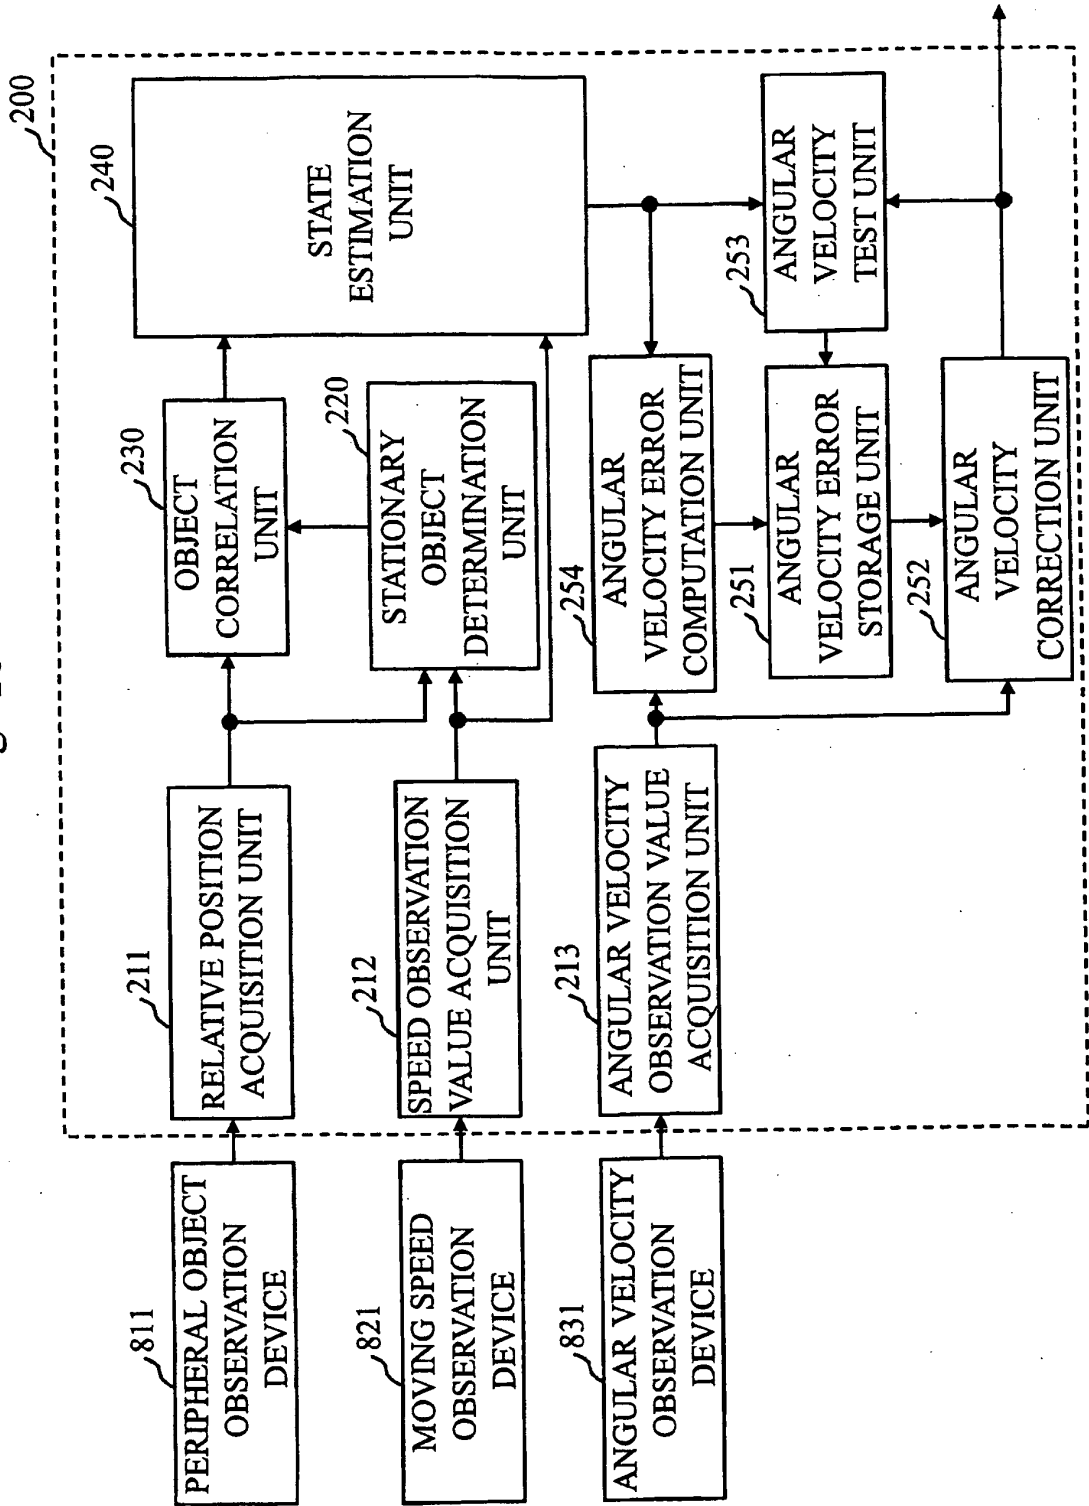 200
811
PERIPHERAL OBJECT
OBSERVATION
DEVICE
211
RELATIVE POSITION
ACQUISITION UNIT
230
OBJECT
CORRELATION
UNIT
240
STATE
ESTIMATION
UNIT
821
MOVING SPEED
OBSERVATION
DEVICE
212
SPEED OBSERVATION
VALUE ACQUISITION
UNIT
220
STATIONARY
OBJECT
DETERMINATION
UNIT
831
ANGULAR VELOCITY
OBSERVATION
DEVICE
213
ANGULAR VELOCITY
OBSERVATION VALUE
ACQUISITION UNIT
254
ANGULAR
VELOCITY ERROR
COMPUTATION UNIT
253
ANGULAR
VELOCITY
TEST UNIT
251
ANGULAR
VELOCITY ERROR
STORAGE UNIT
252
ANGULAR
VELOCITY
CORRECTION UNIT